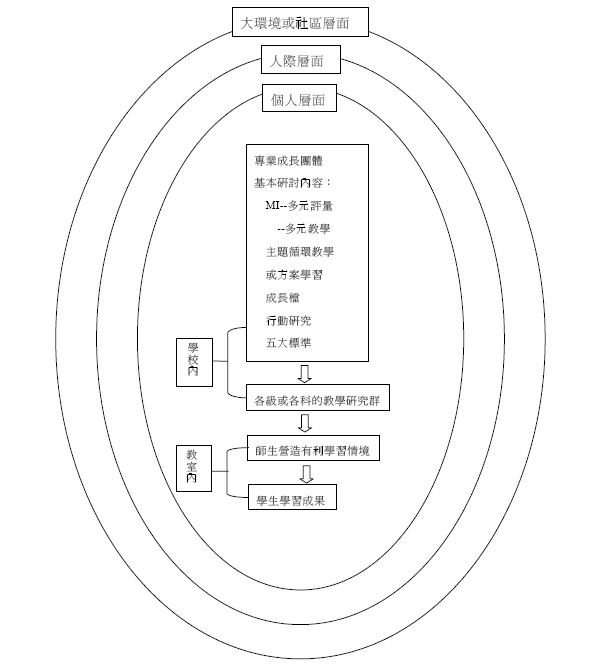 大環境或社區層面
人際層面
個人層面
專業成長團體
基本研討內容：
MI--多元評量
--多元教學
主題循環教學
或方案學習
成長檔
行動研究
五大標準
學校內
各級或各科的教學研究群
師生營造有利學習情境
教室內
學生學習成果